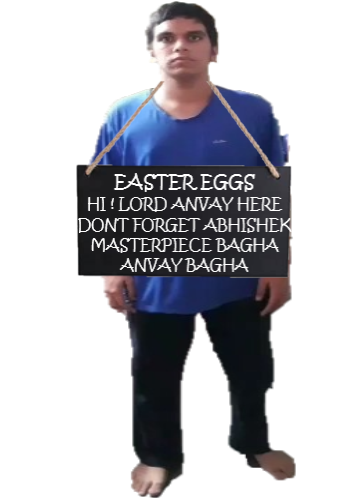 EASTER EGGS
HI ! LORD ANVAY HERE
DONT FORGET ABHISHEK
MASTERPIECE BAGHA
ANVAY BAGHA